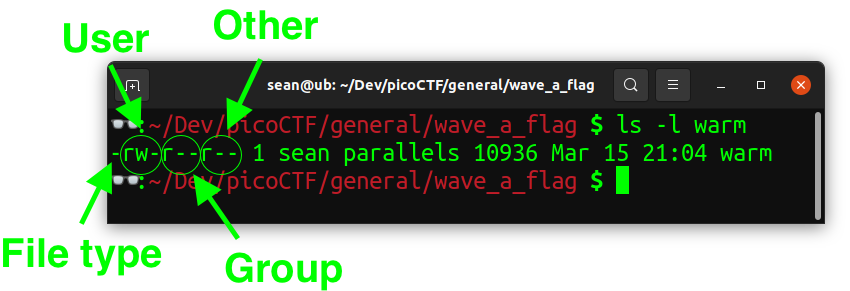 User
Other
sean@ub: ~/Dev/picoCTF/general/wave_a_flag
:~/Dev/picoCTF/general/wave_a_flag $ ls -l warm
-rw-r--r-- 1 sean parallels 10936 Mar 15 21:04 warm
:~/Dev/picoCTF/general/wave_a_flag $
File type
Group